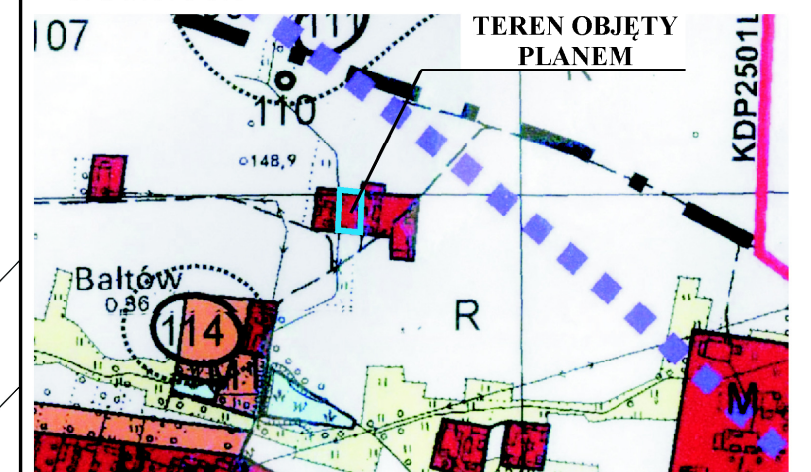 TEREN OBJĘTY
PLANEM
107
111
110
148,9
KDP2501L
Bałtów
0,86
114
R
M
M